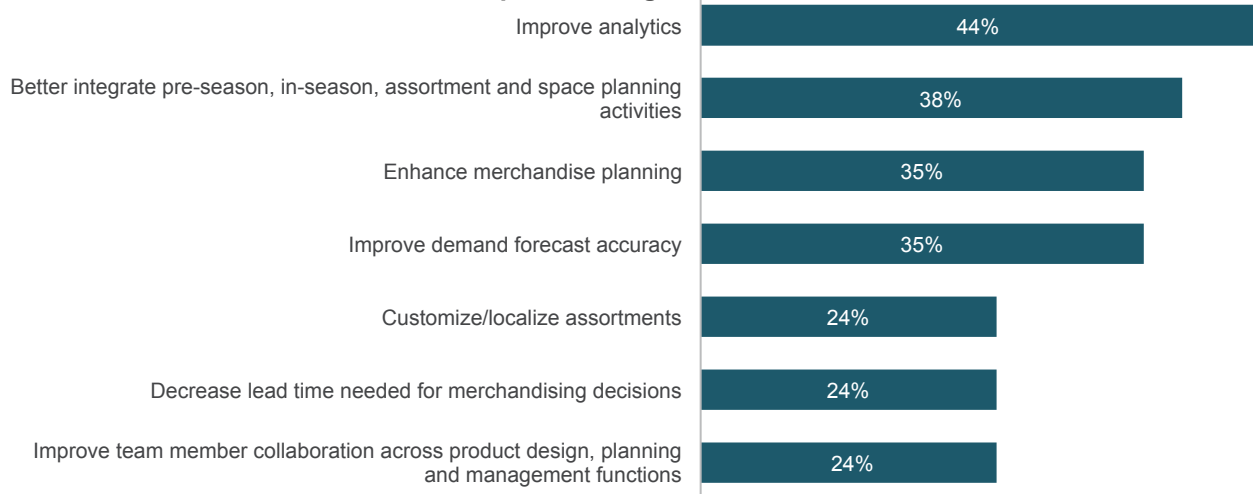 Improve analytics
44%
Better integrate pre-season, in-season, assortment and space planning
activities
38%
Enhance merchandise planning
35%
Improve demand forecast accuracy
35%
Customize/localize assortments
24%
Decrease lead time needed for merchandising decisions
24%
Improve team member collaboration across product design, planning
and management functions
24%